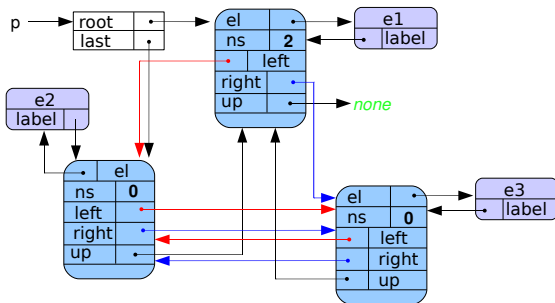 p
root
last
el
ns 2
left
right
up
none
e1
label
e2
label
el
ns 0
left
right
up
el
ns 0
left
right
up
e3
label